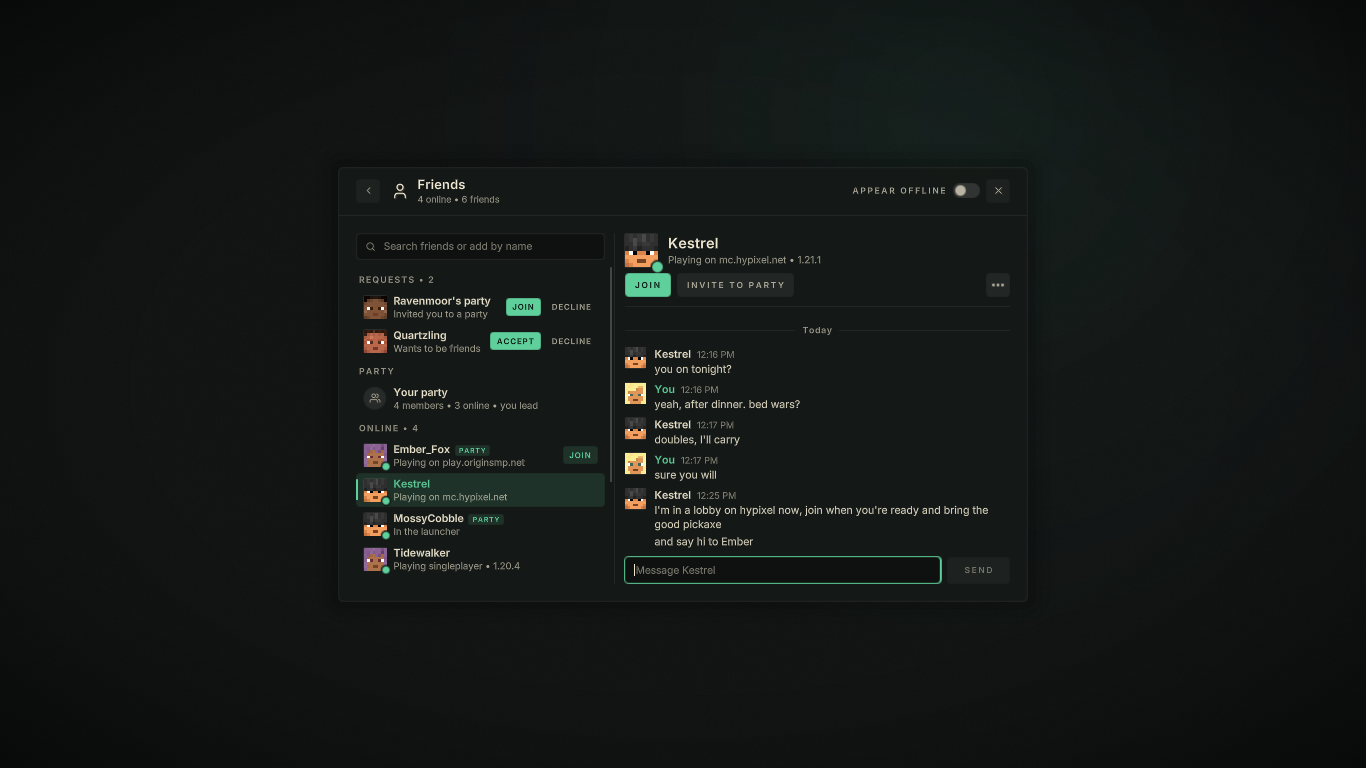 Friends
4 online • 6 friends
APPEAR OFFLINE
Search friends or add by name
REQUESTS • 2
Ravenmoor's party
Invited you to a party
JOIN
DECLINE
Quartzling
Wants to be friends
ACCEPT
DECLINE
PARTY
Your party
4 members • 3 online • you lead
ONLINE • 4
Ember_Fox PARTY
Playing on play.originsmp.net
JOIN
Kestrel
Playing on mc.hypixel.net
MossyCobble PARTY
In the launcher
Tidewalker
Playing singleplayer • 1.20.4
Kestrel
Playing on mc.hypixel.net • 1.21.1
JOIN
INVITE TO PARTY
Today
Kestrel 12:16 PM
you on tonight?
You 12:16 PM
yeah, after dinner. bed wars?
Kestrel 12:17 PM
doubles, I'll carry
You 12:17 PM
sure you will
Kestrel 12:25 PM
I'm in a lobby on hypixel now, join when you're ready and bring the
good pickaxe
and say hi to Ember
Message Kestrel
SEND